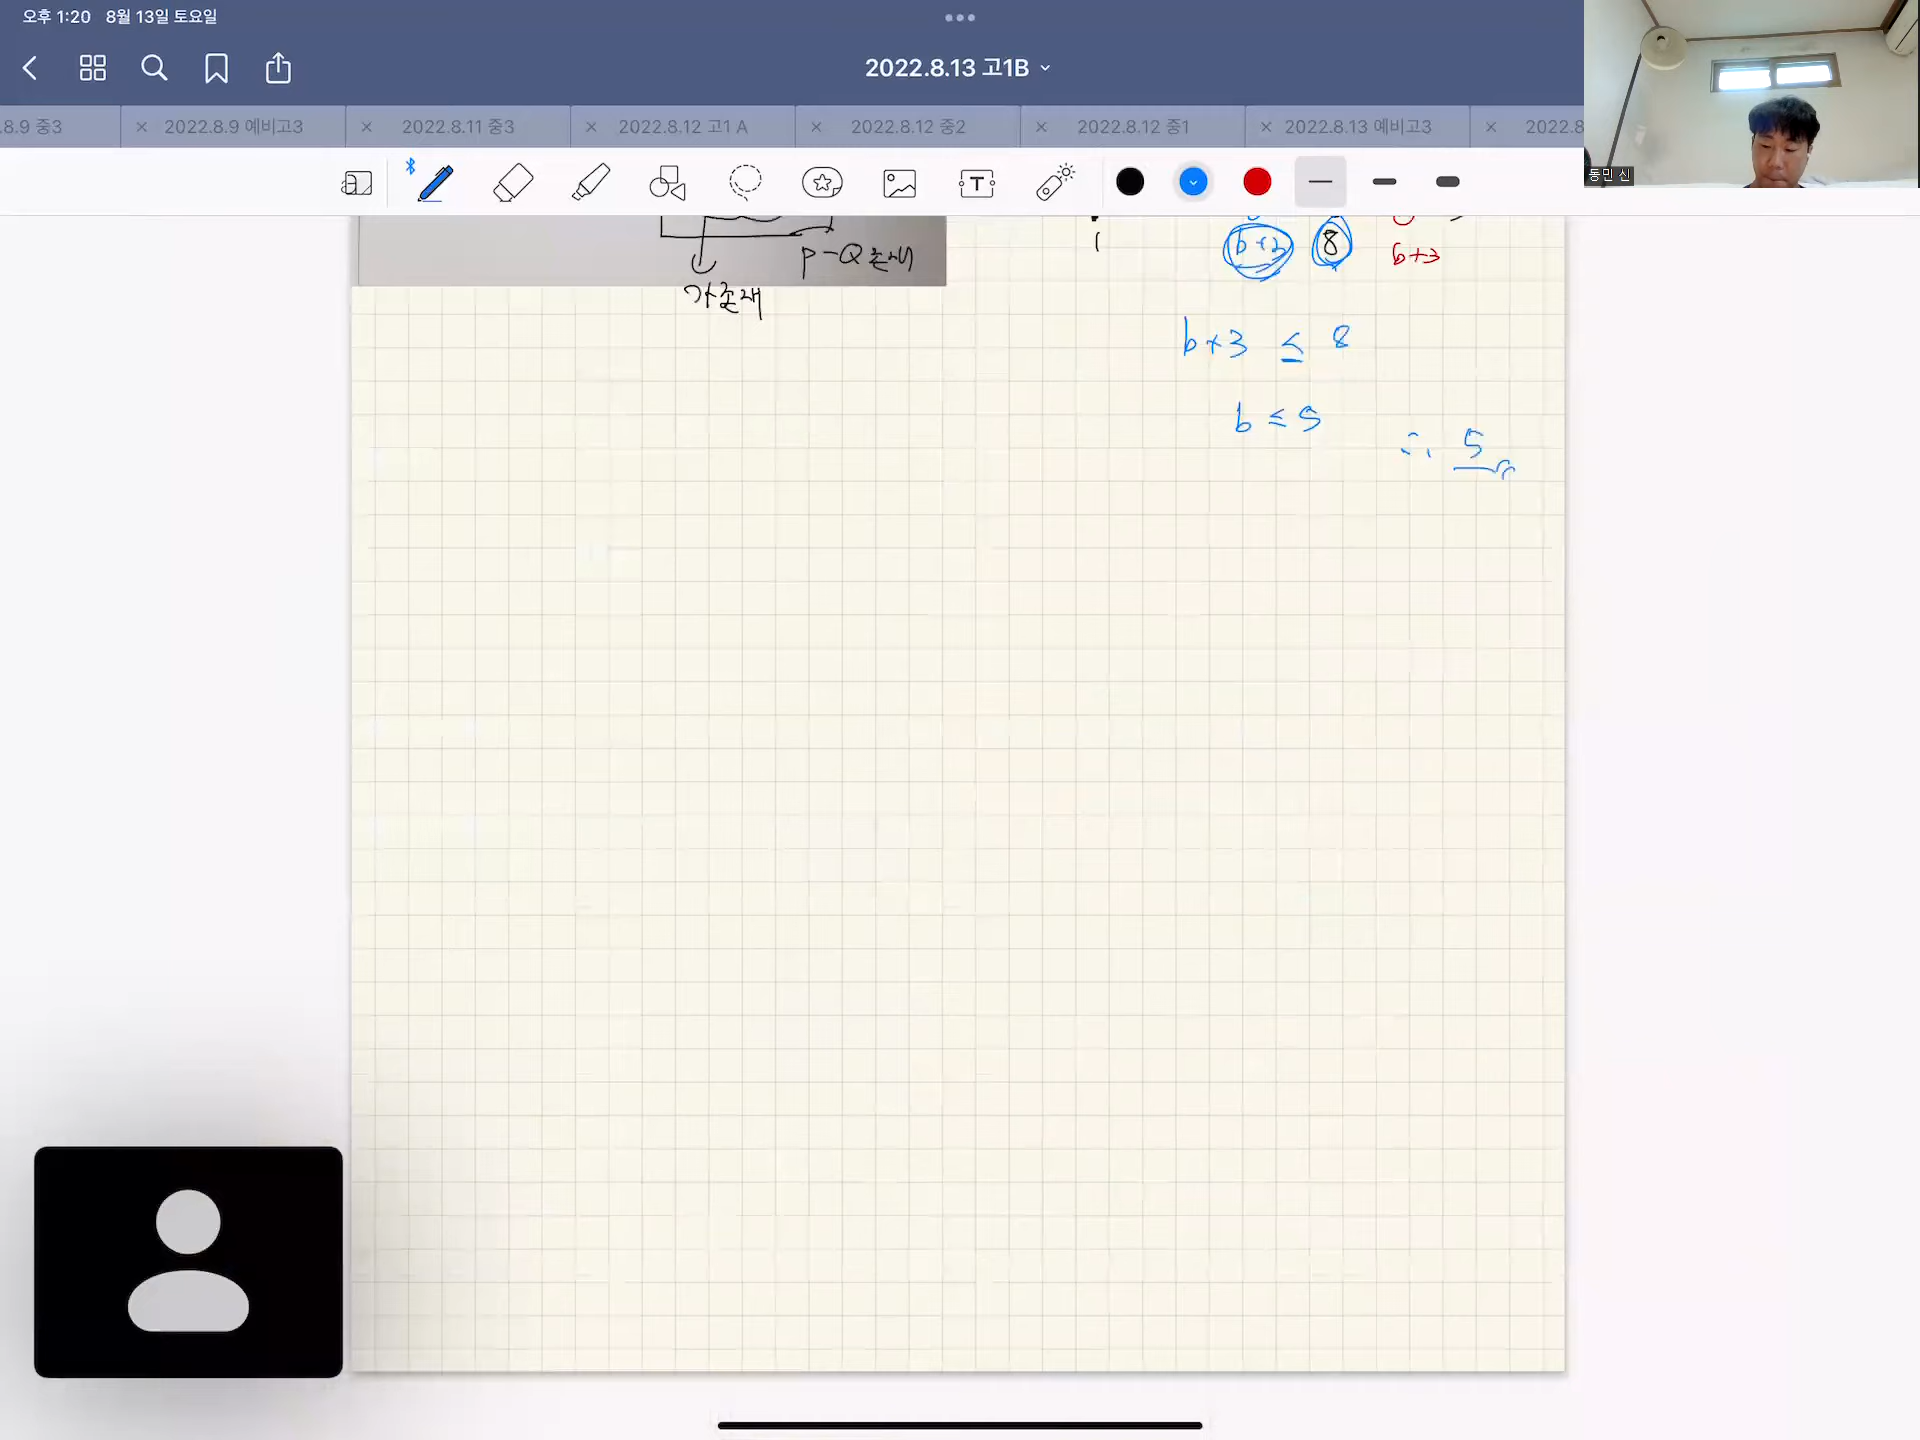 오후 1:20 8월 13일 토요일
2022.8.13 고1B
.8.9 중3
2022.8.9 예비고3
2022.8.11 중3
2022.8.12 고1 A
2022.8.12 중2
2022.8.12 중1
2022.8.13 예비고3
2022.8
동민 신
P-Q 존재
가 존재
b+3 8 b+3
b+3 ≤ 8
b ≤ 5
∴ 5